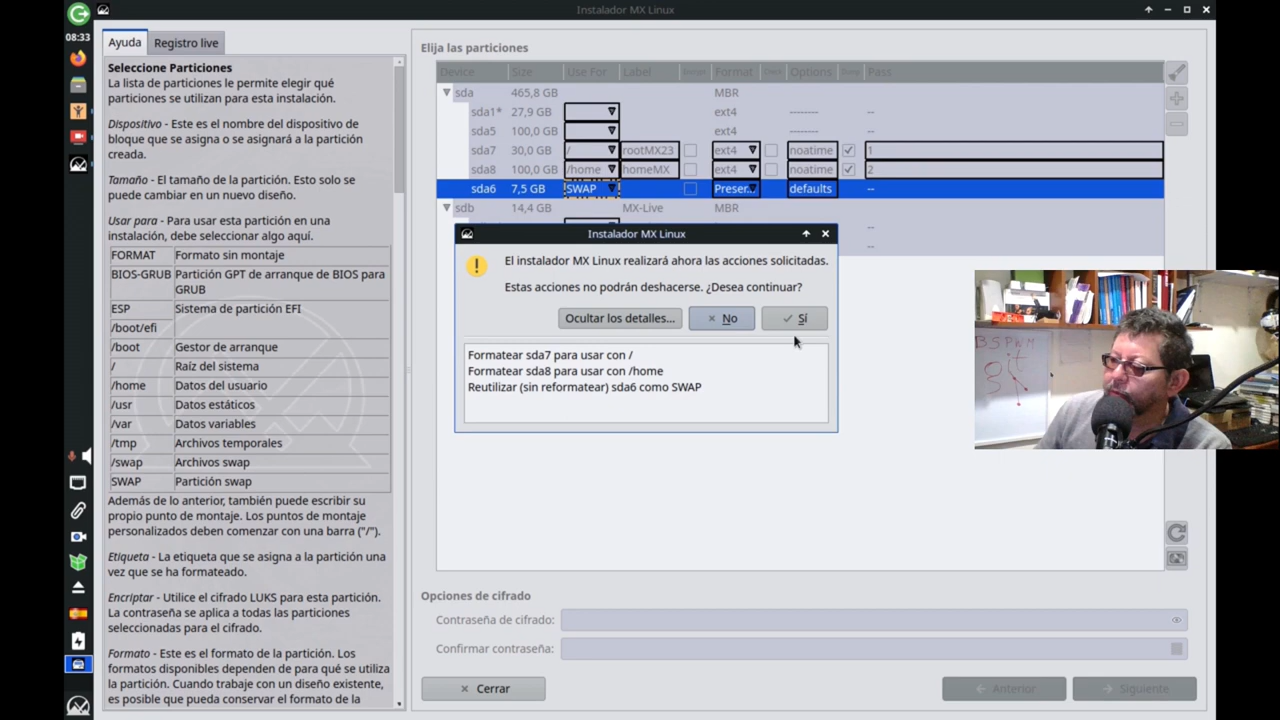 Instalador MX Linux
08:33
Ayuda
Registro live
Seleccione Particiones
La lista de particiones le permite elegir qué
particiones se utilizan para esta instalación.
Dispositivo - Este es el nombre del dispositivo de
bloque que se asigna o se asignará a la partición
creada.
Tamaño - El tamaño de la partición. Esto solo se
puede cambiar en un nuevo diseño.
Usar para - Para usar esta partición en una
instalación, debe seleccionar algo aquí.
FORMAT Formato sin montaje
BIOS-GRUB Partición GPT de arranque de BIOS para
GRUB
ESP Sistema de partición EFI
/boot/efi
/boot Gestor de arranque
/ Raíz del sistema
/home Datos del usuario
/usr Datos estáticos
/var Datos variables
/tmp Archivos temporales
/swap Archivos swap
SWAP Partición swap
Además de lo anterior, también puede escribir su
propio punto de montaje. Los puntos de montaje
personalizados deben comenzar con una barra ("/").
Etiqueta - La etiqueta que se asigna a la partición una
vez que se ha formateado.
Encriptar - Utilice el cifrado LUKS para esta partición.
La contraseña se aplica a todas las particiones
seleccionadas para el cifrado.
Formato - Este es el formato de la partición. Los
formatos disponibles dependen de para qué se utiliza
la partición. Cuando trabaje con un diseño existente,
es posible que pueda conservar el formato de la
Elija las particiones
Device Size Use For Label Format Options Pass
sda 465,8 GB MBR
sda1* 27,9 GB ext4 -------- --
sda5 100,0 GB ext4 -------- --
sda7 30,0 GB / rootMX23 ext4 noatime 1
sda8 100,0 GB /home homeMX ext4 noatime 2
sda6 7,5 GB SWAP Preser... defaults --
sdb 14,4 GB MX-Live MBR
--
--
Instalador MX Linux
El instalador MX Linux realizará ahora las acciones solicitadas.
Estas acciones no podrán deshacerse. ¿Desea continuar?
Ocultar los detalles...
No
Sí
Formatear sda7 para usar con /
Formatear sda8 para usar con /home
Reutilizar (sin reformatear) sda6 como SWAP
BSPWM
git
Opciones de cifrado
Contraseña de cifrado:
Confirmar contraseña:
Cerrar
Anterior
Siguiente